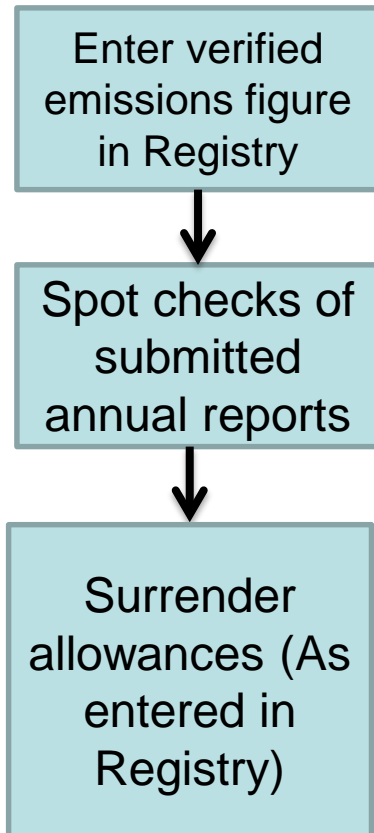 Enter verified
emissions figure
in Registry
Spot checks of
submitted
annual reports
Surrender
allowances (As
entered in
Registry)